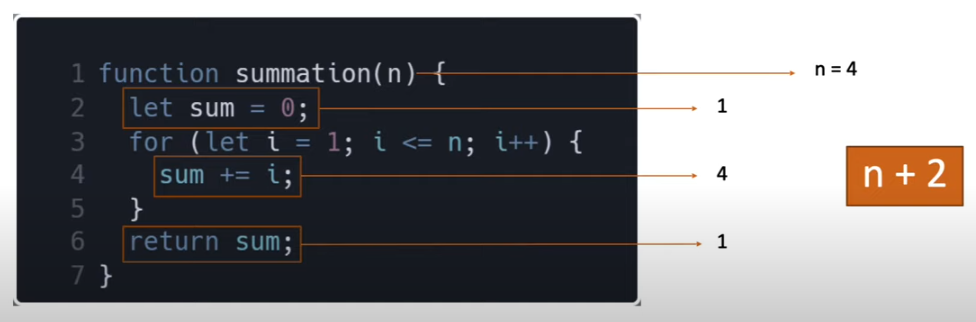 1 function summation(n) { n = 4
2 let sum = 0; 1
3 for (let i = 1; i <= n; i++) {
4 sum += i; 4
n + 2
5 }
6 return sum; 1
7 }